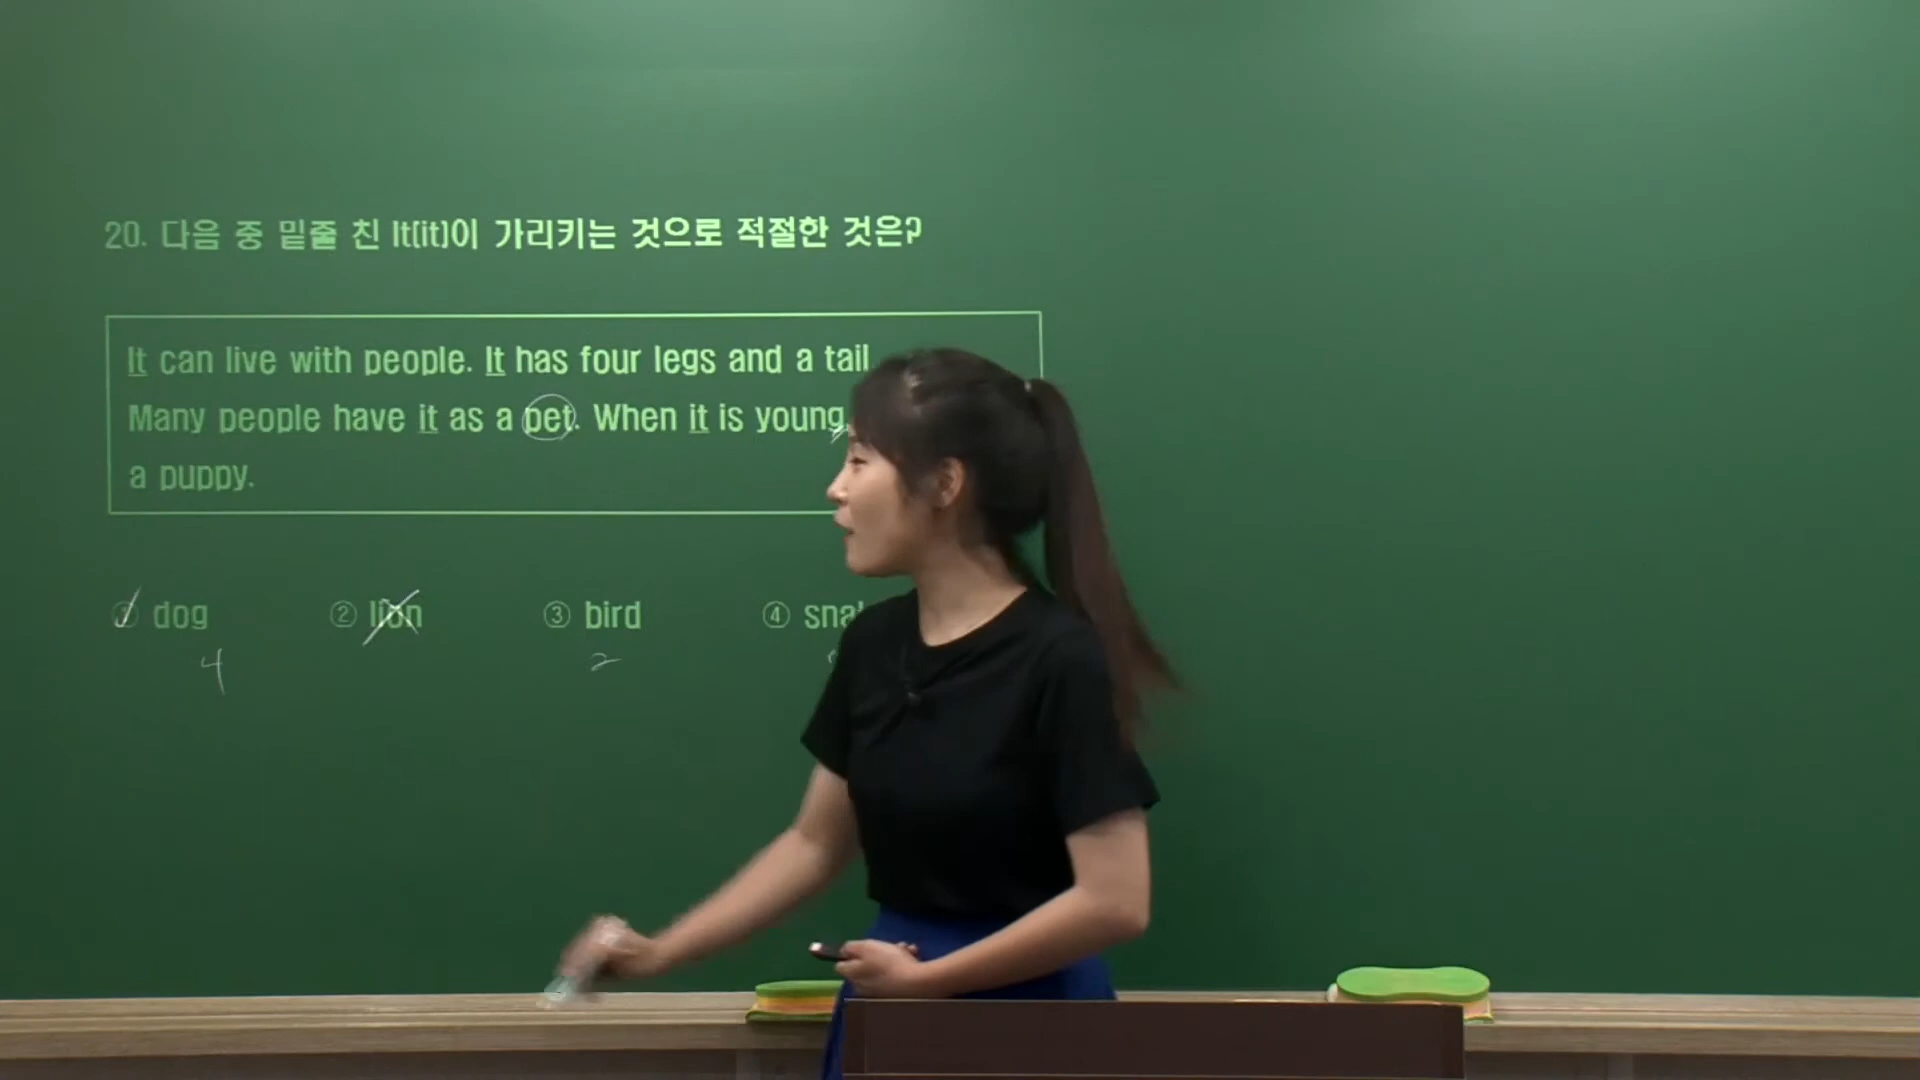 20. 다음 중 밑줄 친 It(it)이 가리키는 것으로 적절한 것은?
It can live with people. It has four legs and a tail
Many people have it as a pet. When it is young,
a puppy.
① dog ② lion ③ bird ④
4 2